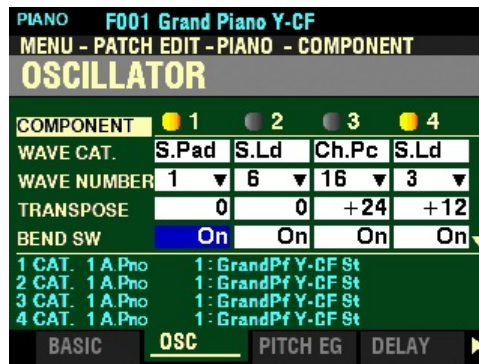 PIANO F001 Grand Piano Y-CF
MENU - PATCH EDIT - PIANO - COMPONENT
OSCILLATOR
COMPONENT 1 2 3 4
WAVE CAT. S.Pad S.Ld Ch.Pc S.Ld
WAVE NUMBER 1 ▼ 6 ▼ 16 ▼ 3 ▼
TRANSPOSE 0 0 +24 +12
BEND SW On On On On
1 CAT. 1 A.Pno 1:GrandPf Y-CF St
2 CAT. 1 A.Pno 1:GrandPf Y-CF St
3 CAT. 1 A.Pno 1:GrandPf Y-CF St
4 CAT. 1 A.Pno 1:GrandPf Y-CF St
BASIC OSC PITCH EG DELAY